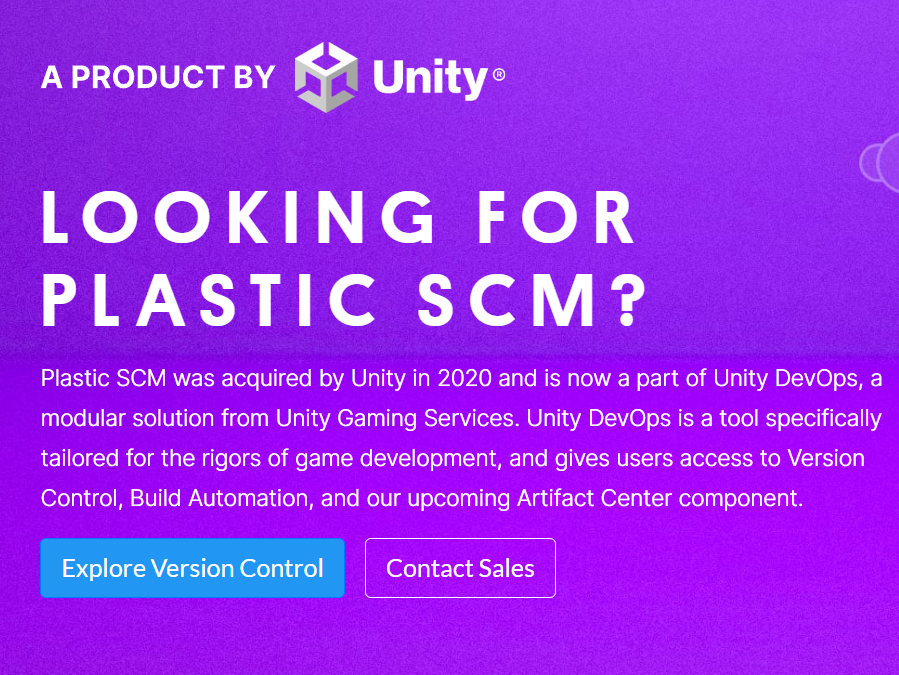 A PRODUCT BY Unity®
LOOKING FOR
PLASTIC SCM?
Plastic SCM was acquired by Unity in 2020 and is now a part of Unity DevOps, a
modular solution from Unity Gaming Services. Unity DevOps is a tool specifically
tailored for the rigors of game development, and gives users access to Version
Control, Build Automation, and our upcoming Artifact Center component.
Explore Version Control Contact Sales